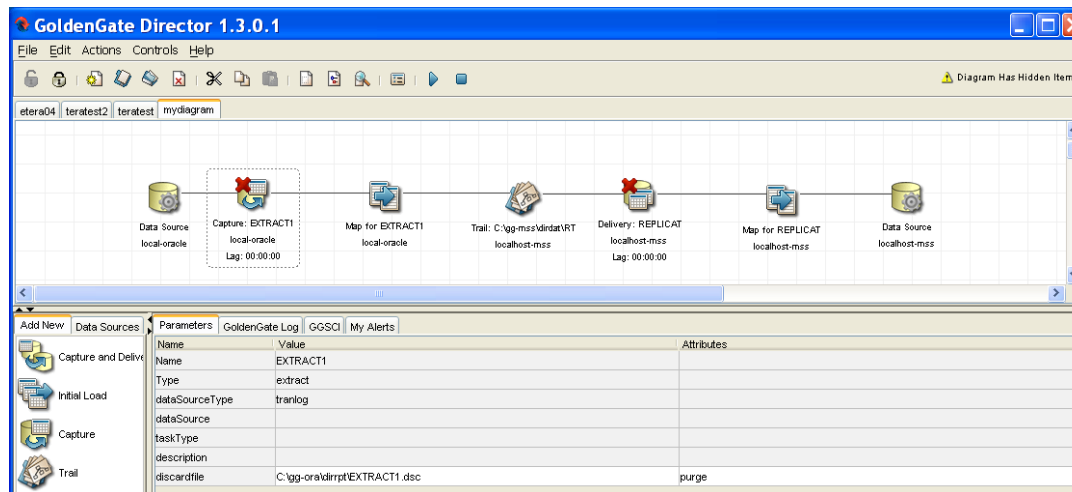 GoldenGate Director 1.3.0.1
File Edit Actions Controls Help
Diagram Has Hidden Item
etera04 teratest2 teratest mydiagram
Data Source
local-oracle
Capture: EXTRACT1
local-oracle
Lag: 00:00:00
Map for EXTRACT1
local-oracle
Trail: C:\gg-mss\dirdat\RT
localhost-mss
Delivery: REPLICAT
localhost-mss
Lag: 00:00:00
Map for REPLICAT
localhost-mss
Data Source
localhost-mss
Add New Data Sources
Parameters GoldenGate Log GGSCI My Alerts
Capture and Delive
Initial Load
Capture
Trail
Name Value Attributes
Name EXTRACT1
Type extract
dataSourceType tranlog
dataSource
taskType
description
discardfile C:\gg-ora\dirrpt\EXTRACT1.dsc purge